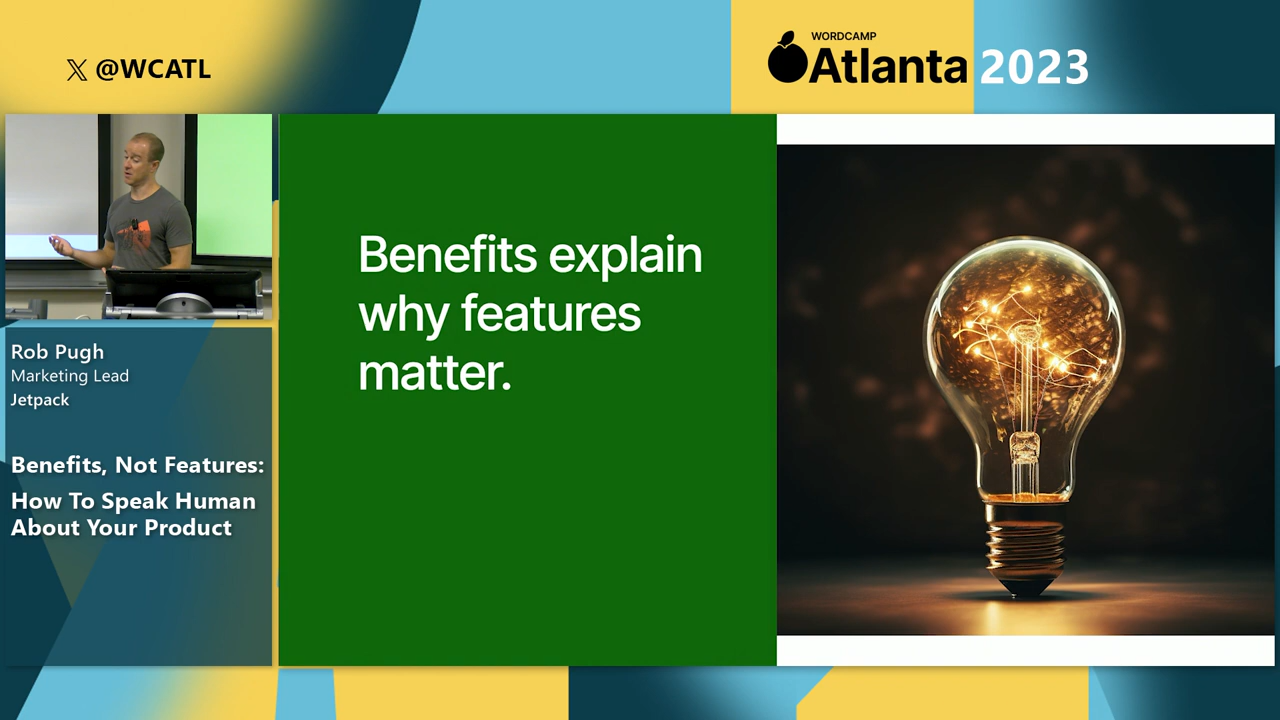 𝕏 @WCATL
WORDCAMP
Atlanta 2023
Rob Pugh
Marketing Lead
Jetpack
Benefits, Not Features:
How To Speak Human
About Your Product
Benefits explain
why features
matter.